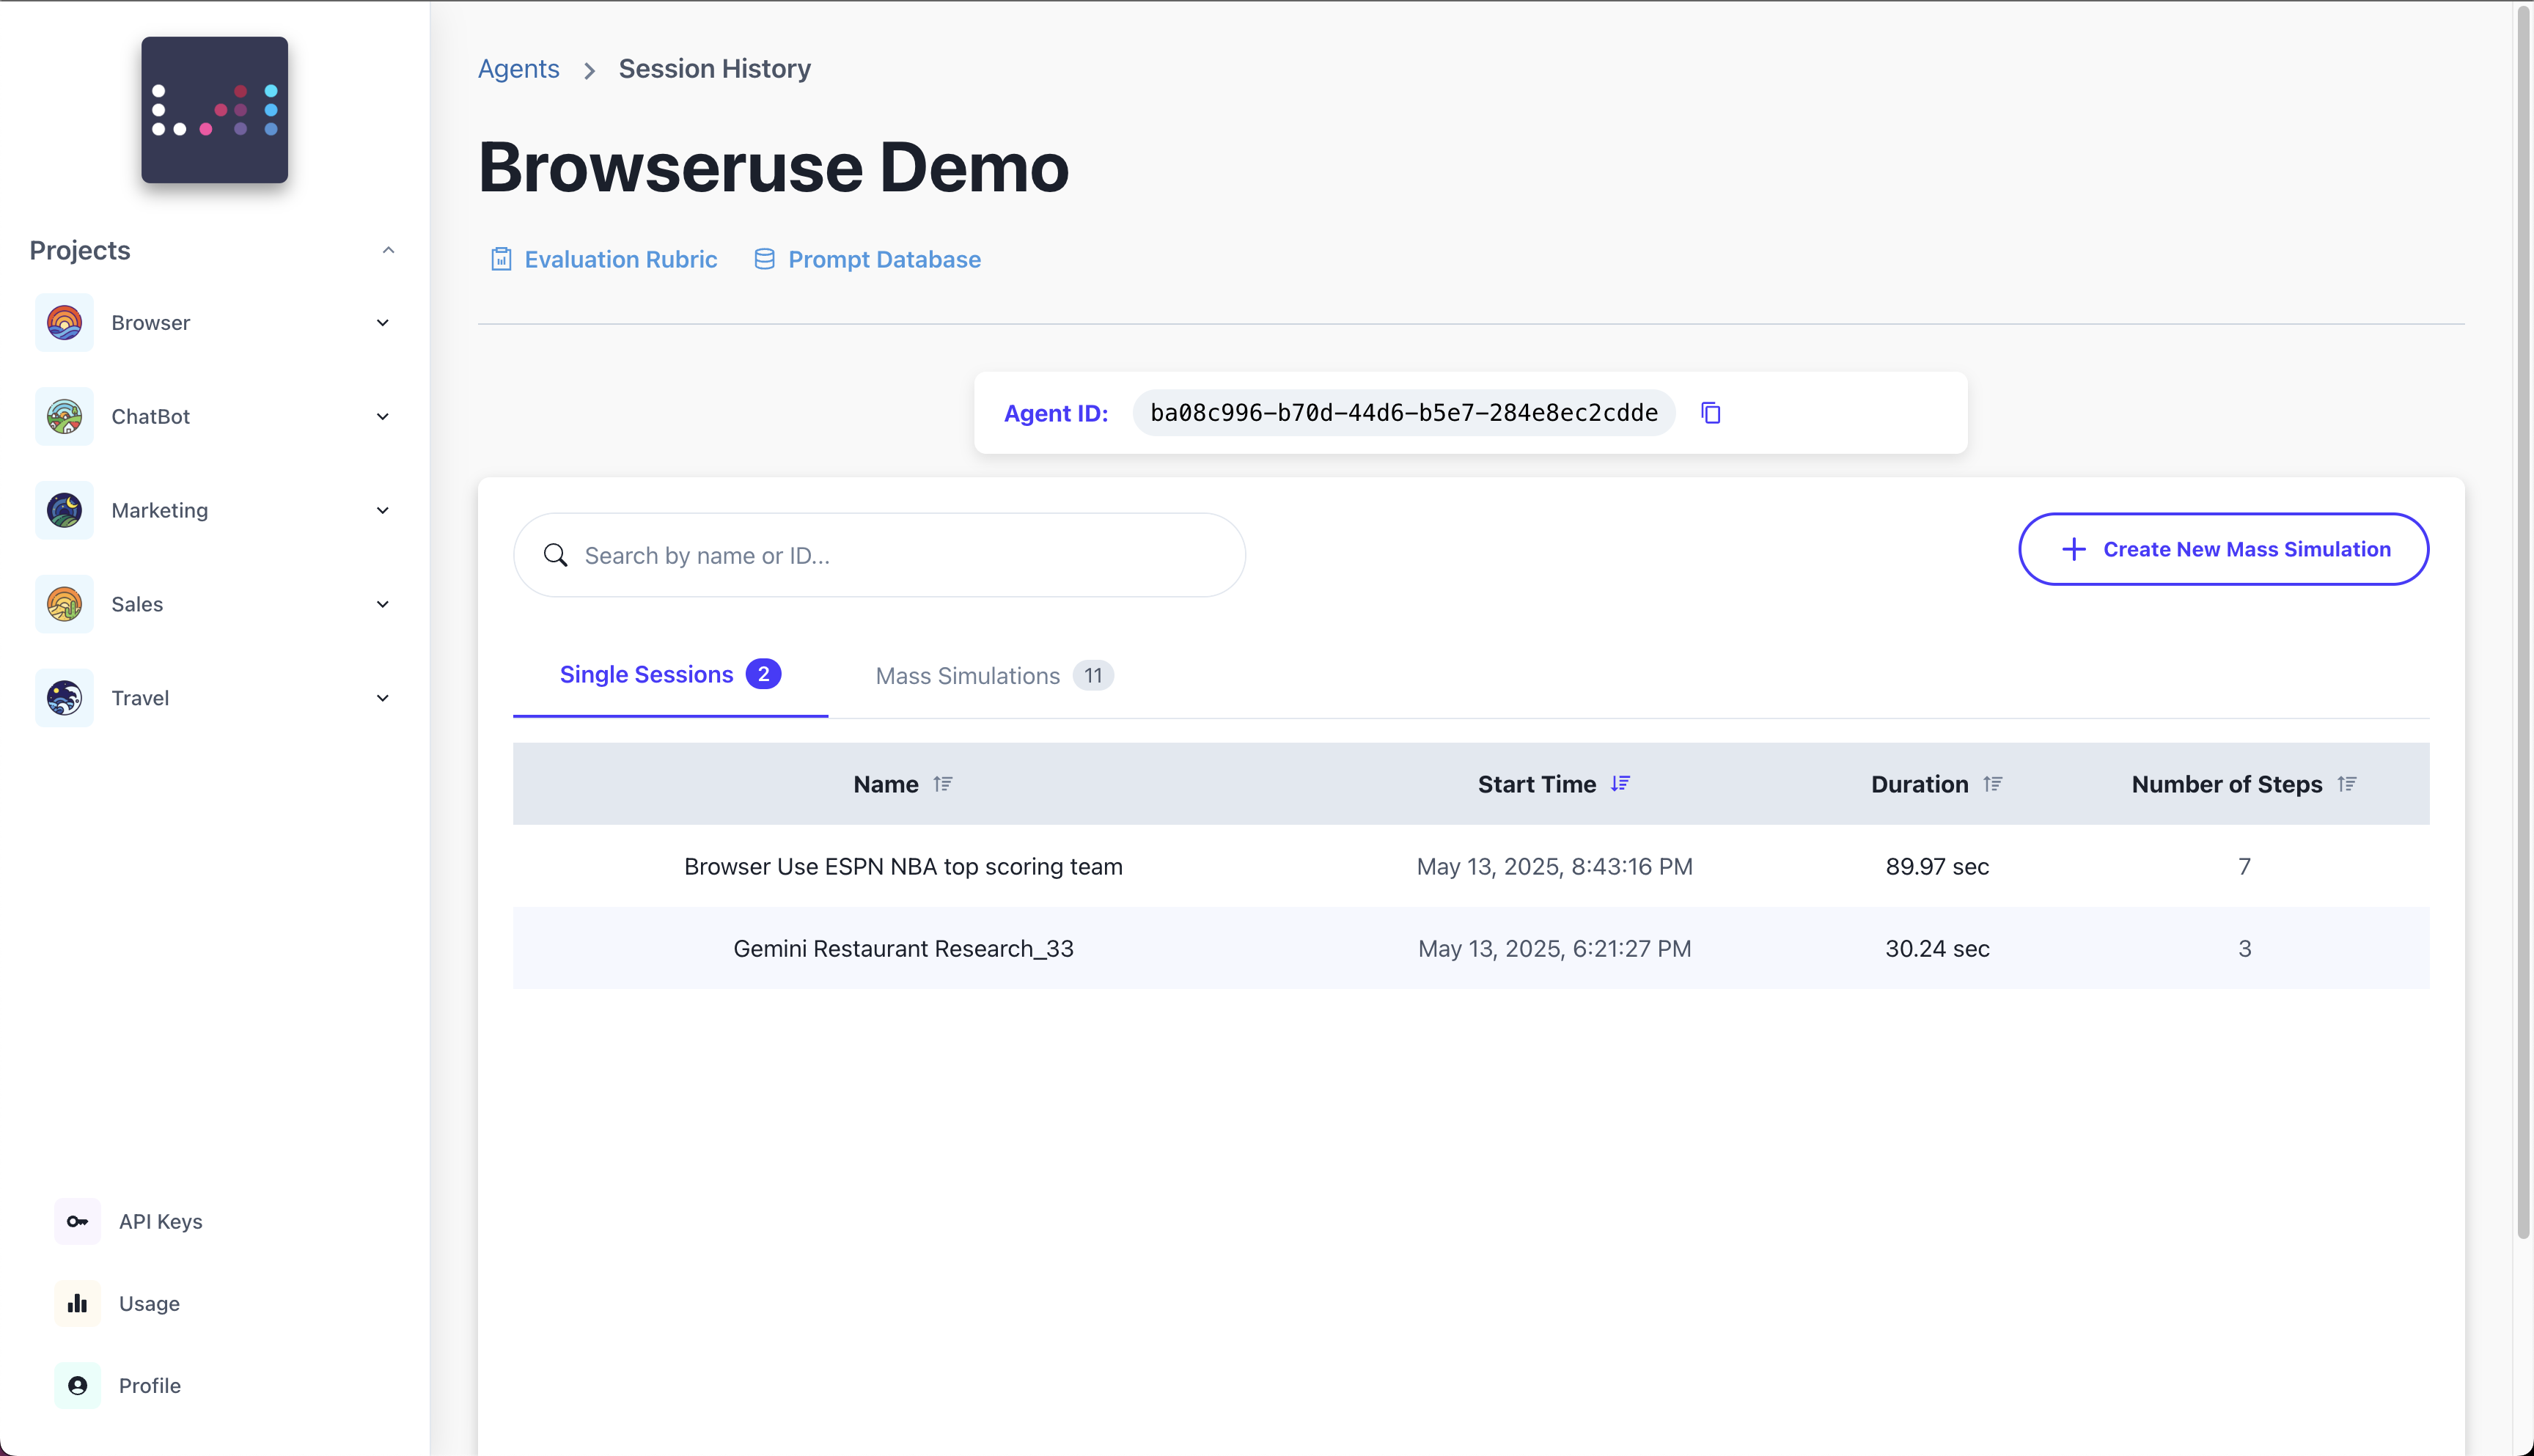 Projects
Browser
ChatBot
Marketing
Sales
Travel
API Keys
Usage
Profile
Agents > Session History
Browseruse Demo
Evaluation Rubric Prompt Database
Agent ID: ba08c996-b70d-44d6-b5e7-284e8ec2cdde
Search by name or ID...
Create New Mass Simulation
Single Sessions 2 Mass Simulations 11
Name Start Time Duration Number of Steps
Browser Use ESPN NBA top scoring team May 13, 2025, 8:43:16 PM 89.97 sec 7
Gemini Restaurant Research_33 May 13, 2025, 6:21:27 PM 30.24 sec 3